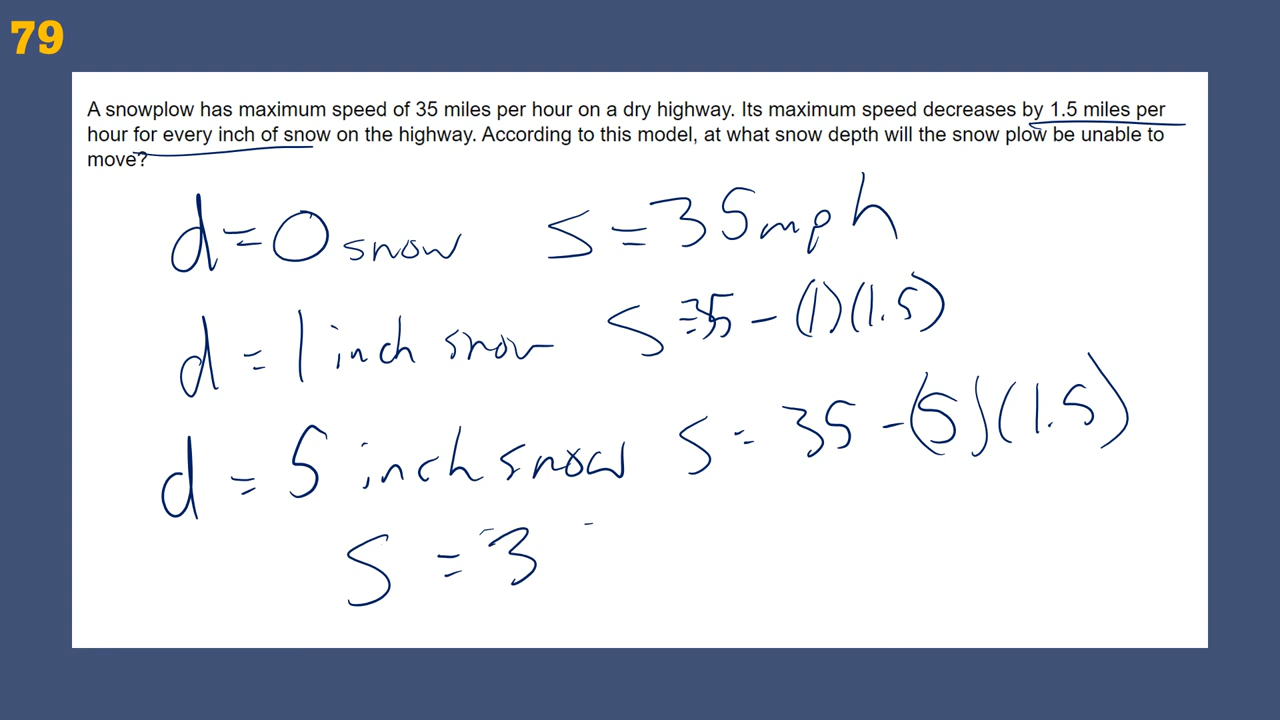 79
A snowplow has maximum speed of 35 miles per hour on a dry highway. Its maximum speed decreases by 1.5 miles per
hour for every inch of snow on the highway. According to this model, at what snow depth will the snow plow be unable to
move?
d = 0 snow S = 35 mph
d = 1 inch snow S = 35 - (1)(1.5)
d = 5 inch snow S = 35 - (5)(1.5)
S = 3